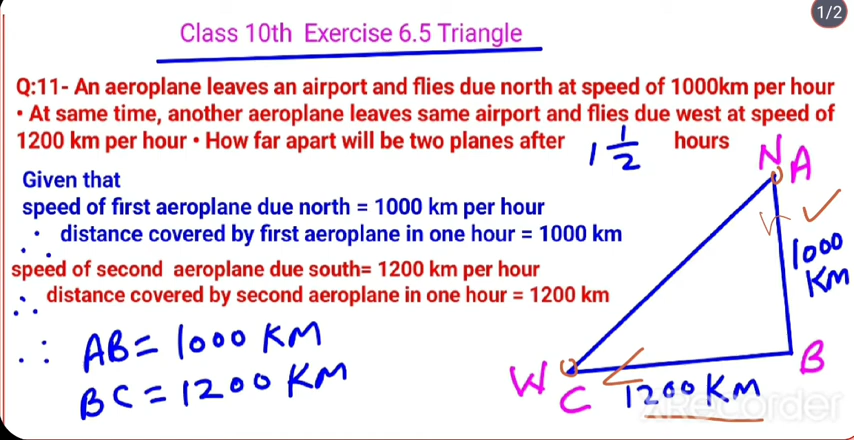 1/2
Class 10th Exercise 6.5 Triangle
Q:11- An aeroplane leaves an airport and flies due north at speed of 1000km per hour
• At same time, another aeroplane leaves same airport and flies due west at speed of
1200 km per hour • How far apart will be two planes after 1 1/2 hours
N A
Given that
speed of first aeroplane due north = 1000 km per hour
∴ distance covered by first aeroplane in one hour = 1000 km
1000
KM
speed of second aeroplane due south= 1200 km per hour
∴ distance covered by second aeroplane in one hour = 1200 km
∴ AB = 1000 KM
BC = 1200 KM
B
W C
1200 KM
XRecorder